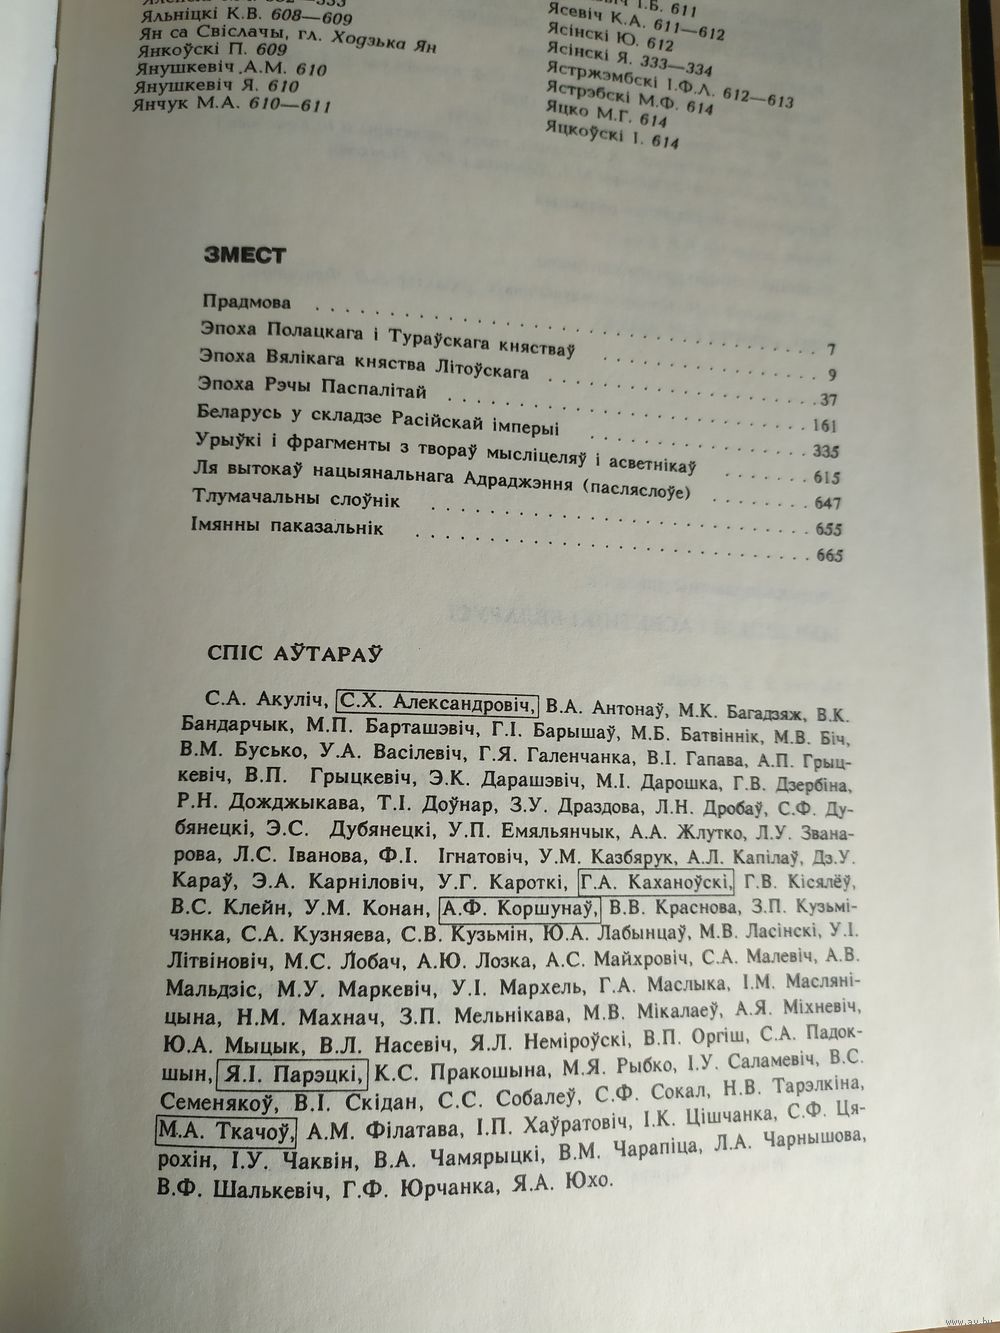 Яльніцкі К.В. 608—609
Ян са Свіслачы, гл. Ходзька Ян
Янкоўскі П. 609
Янушкевіч А.М. 610
Янушкевіч Я. 610
Янчук М.А. 610—611
І.Б. 611
Ясевіч К.А. 611—612
Ясінскі Ю. 612
Ясінскі Я. 333—334
Ястржэмбскі І.Ф.Л. 612—613
Ястрэбскі М.Ф. 614
Яцко М.Г. 614
Яцкоўскі І. 614
ЗМЕСТ
Прадмова . . . 7
Эпоха Полацкага і Тураўскага княстваў . . . 9
Эпоха Вялікага княства Літоўскага . . . 37
Эпоха Рэчы Паспалітай . . . 161
Беларусь у складзе Расійскай імперыі . . . 335
Урыўкі і фрагменты з твораў мысліцеляў і асветнікаў . . . 615
Ля вытокаў нацыянальнага Адраджэння (пасляслоўе) . . . 647
Тлумачальны слоўнік . . . 655
Імянны паказальнік . . . 665
СПІС АЎТАРАЎ
С.А. Акуліч, С.Х. Александровіч, В.А. Антонаў, М.К. Багадзяж, В.К.
Бандарчык, М.П. Барташэвіч, Г.І. Барышаў, М.Б. Батвіннік, М.В. Біч,
В.М. Бусько, У.А. Васілевіч, Г.Я. Галенчанка, В.І. Гапава, А.П. Грыц-
кевіч, В.П. Грыцкевіч, Э.К. Дарашэвіч, М.І. Дарошка, Г.В. Дзербіна,
Р.Н. Дожджыкава, Т.І. Доўнар, З.У. Драздова, Л.Н. Дробаў, С.Ф. Ду-
бянецкі, Э.С. Дубянецкі, У.П. Емяльянчык, А.А. Жлутко, Л.У. Звана-
рова, Л.С. Іванова, Ф.І. Ігнатовіч, У.М. Казбярук, А.Л. Капілаў, Дз.У.
Караў, Э.А. Карніловіч, У.Г. Кароткі, Г.А. Каханоўскі, Г.В. Кісялёў,
В.С. Клейн, У.М. Конан, А.Ф. Коршунаў, В.В. Краснова, З.П. Кузьмі-
чэнка, С.А. Кузняева, С.В. Кузьмін, Ю.А. Лабынцаў, М.В. Ласінскі, У.І.
Літвіновіч, М.С. Лобач, А.Ю. Лозка, А.С. Майхровіч, С.А. Малевіч, А.В.
Мальдзіс, М.У. Маркевіч, У.І. Мархель, Г.А. Маслыка, І.М. Масляні-
цына, Н.М. Махнач, З.П. Мельнікава, М.В. Мікалаеў, А.Я. Міхневіч,
Ю.А. Мыцык, В.Л. Насевіч, Я.Л. Неміроўскі, В.П. Оргіш, С.А. Падок-
шын, Я.І. Парэцкі, К.С. Пракошына, М.Я. Рыбко, І.У. Саламевіч, В.С.
Семенякоў, В.І. Скідан, С.С. Собалеў, С.Ф. Сокал, Н.В. Тарэлкіна,
М.А. Ткачоў, А.М. Філатава, І.П. Хаўратовіч, І.К. Цішчанка, С.Ф. Ця-
рохін, І.У. Чаквін, В.А. Чамярыцкі, В.М. Чарапіца, Л.А. Чарнышова,
В.Ф. Шалькевіч, Г.Ф. Юрчанка, Я.А. Юхо.
www.ay.by